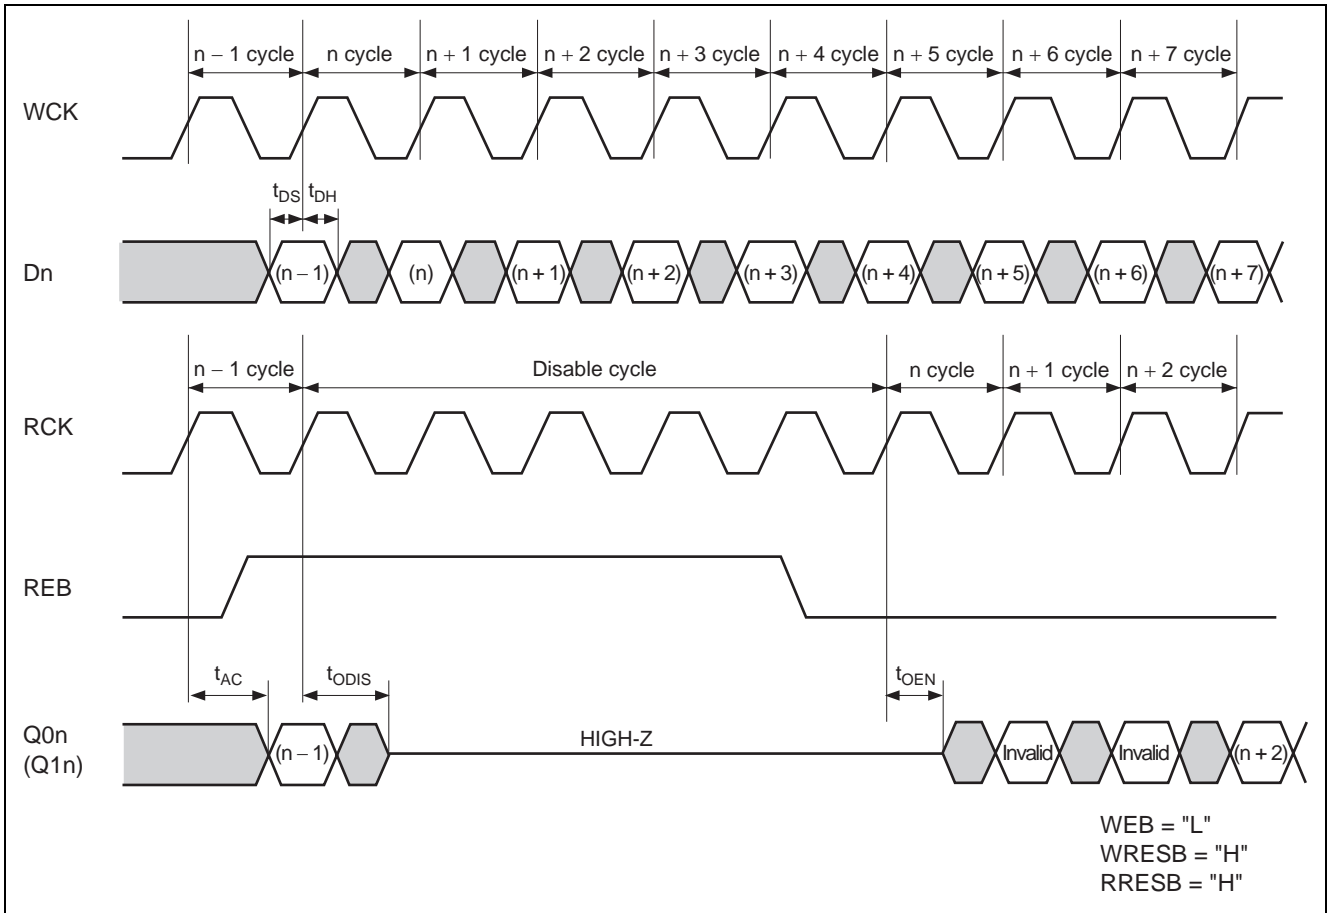 n − 1 cycle n cycle n + 1 cycle n + 2 cycle n + 3 cycle n + 4 cycle n + 5 cycle n + 6 cycle n + 7 cycle
WCK
tDS tDH
Dn (n − 1) (n) (n + 1) (n + 2) (n + 3) (n + 4) (n + 5) (n + 6) (n + 7)
n − 1 cycle Disable cycle n cycle n + 1 cycle n + 2 cycle
RCK
REB
tAC tODIS tOEN
Q0n
(Q1n)
(n − 1) HIGH-Z Invalid Invalid (n + 2)
WEB = "L"
WRESB = "H"
RRESB = "H"